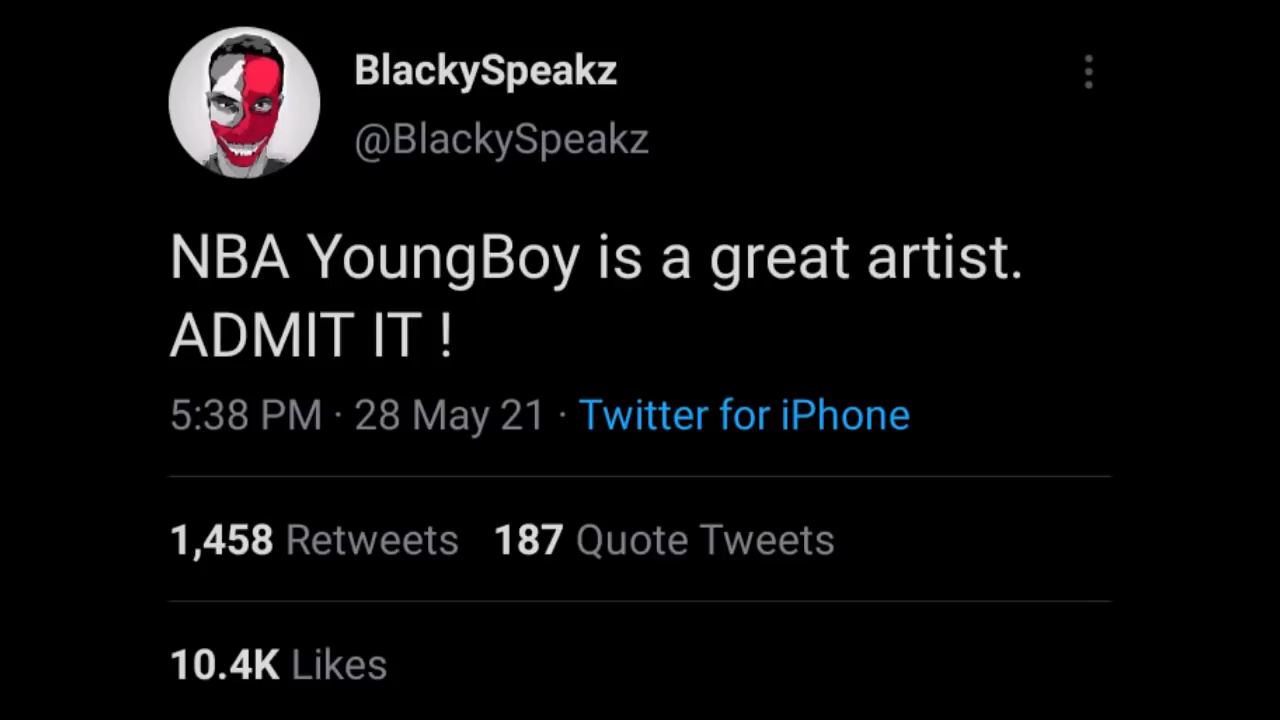 BlackySpeakz
@BlackySpeakz
NBA YoungBoy is a great artist.
ADMIT IT !
5:38 PM · 28 May 21 · Twitter for iPhone
1,458 Retweets 187 Quote Tweets
10.4K Likes